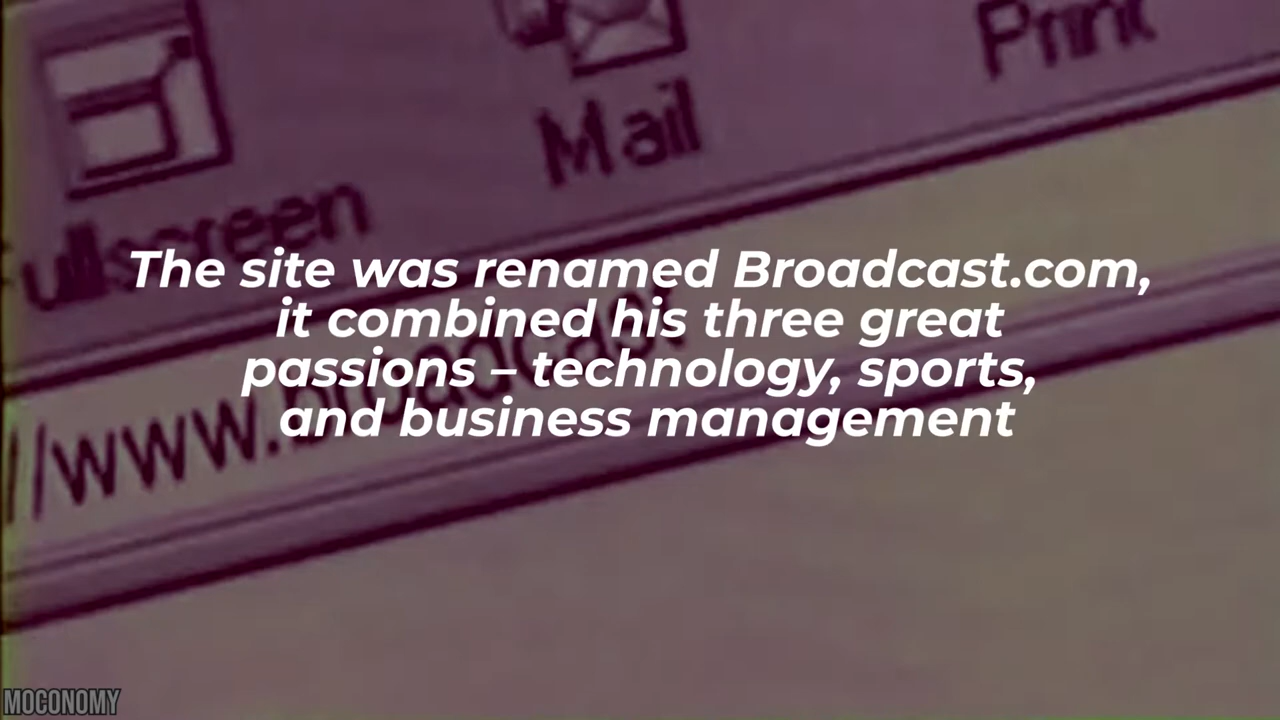 Print
Mail
ullscreen
The site was renamed Broadcast.com,
it combined his three great
passions – technology, sports,
and business management
//www.broadcast
MOCONOMY